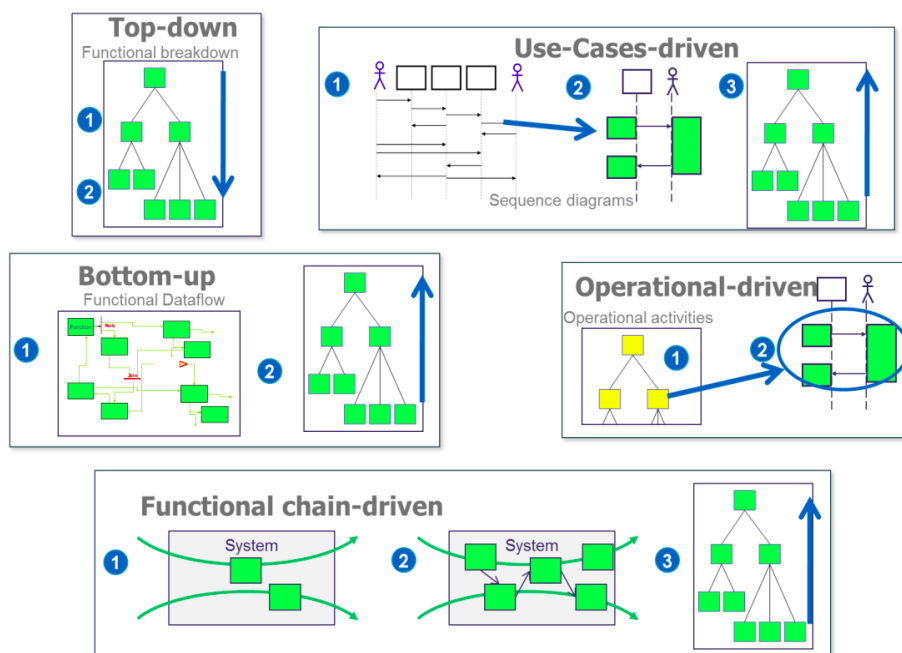 Top-down
Functional breakdown
1
2
Use-Cases-driven
1
2
3
Sequence diagrams
Bottom-up
Functional Dataflow
1
Function
2
Operational-driven
Operational activities
1
2
Functional chain-driven
1
System
2
System
3